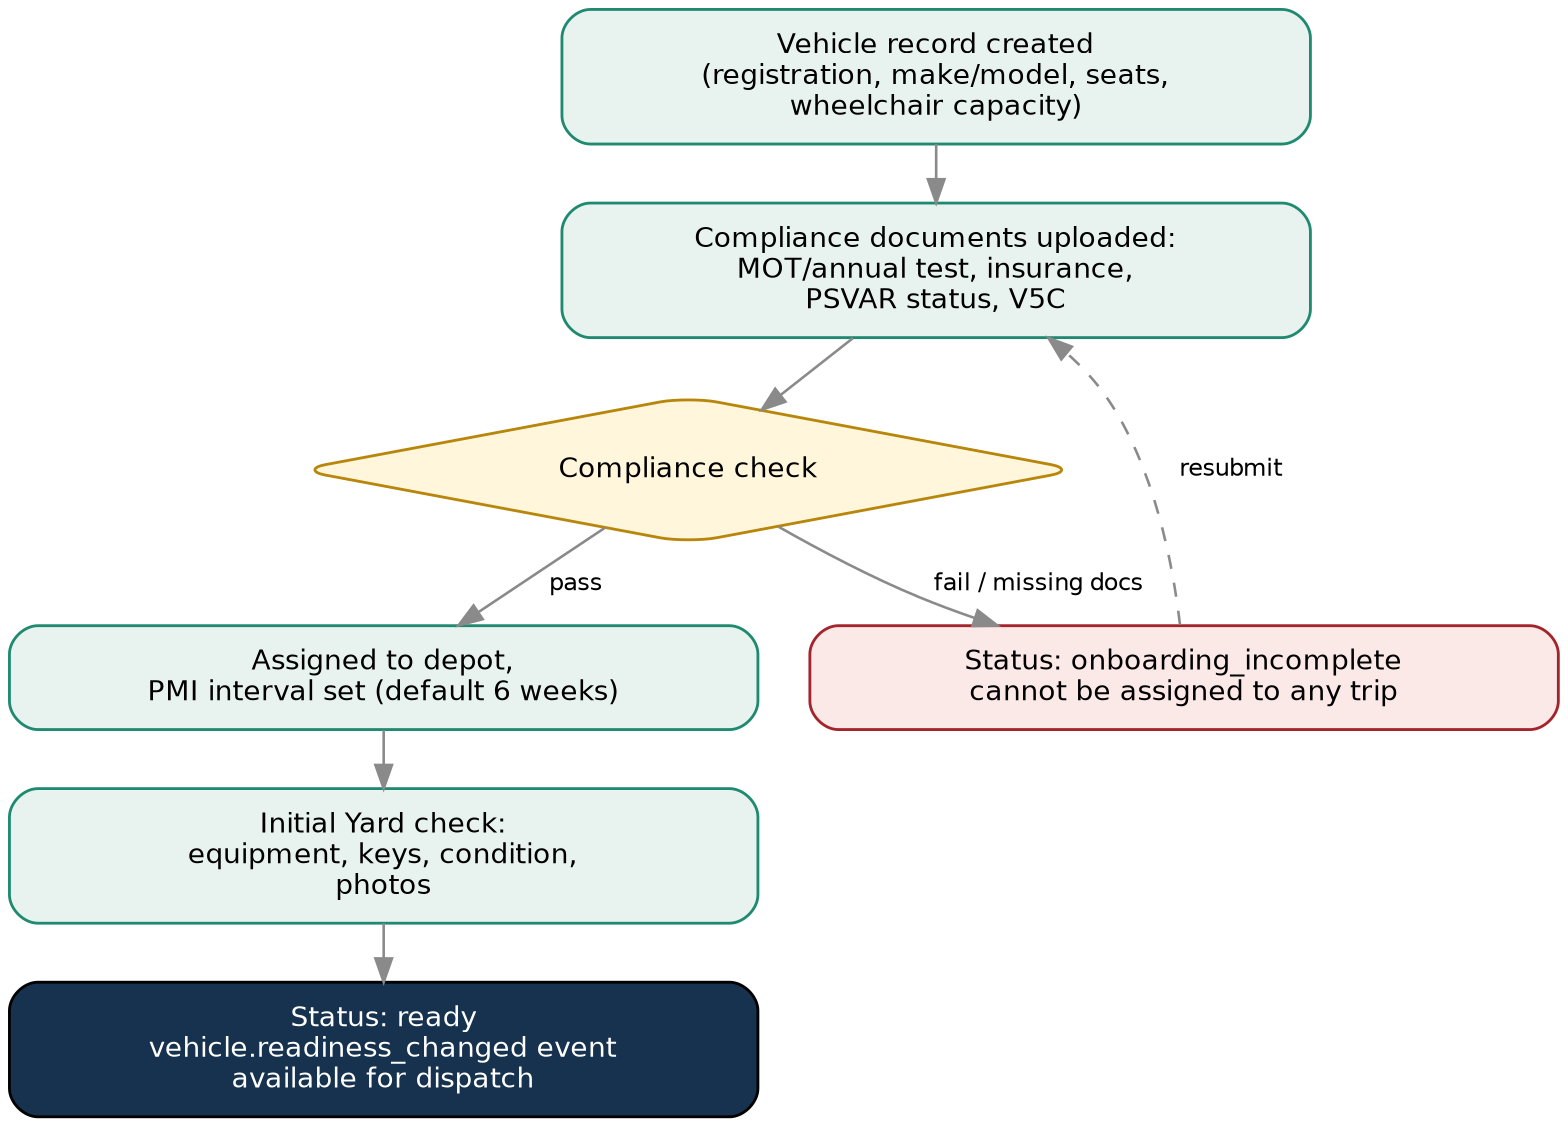 Vehicle record created
(registration, make/model, seats,
wheelchair capacity)
Compliance documents uploaded:
MOT/annual test, insurance,
PSVAR status, V5C
Compliance check
resubmit
pass
fail / missing docs
Assigned to depot,
PMI interval set (default 6 weeks)
Status: onboarding_incomplete
cannot be assigned to any trip
Initial Yard check:
equipment, keys, condition,
photos
Status: ready
vehicle.readiness_changed event
available for dispatch